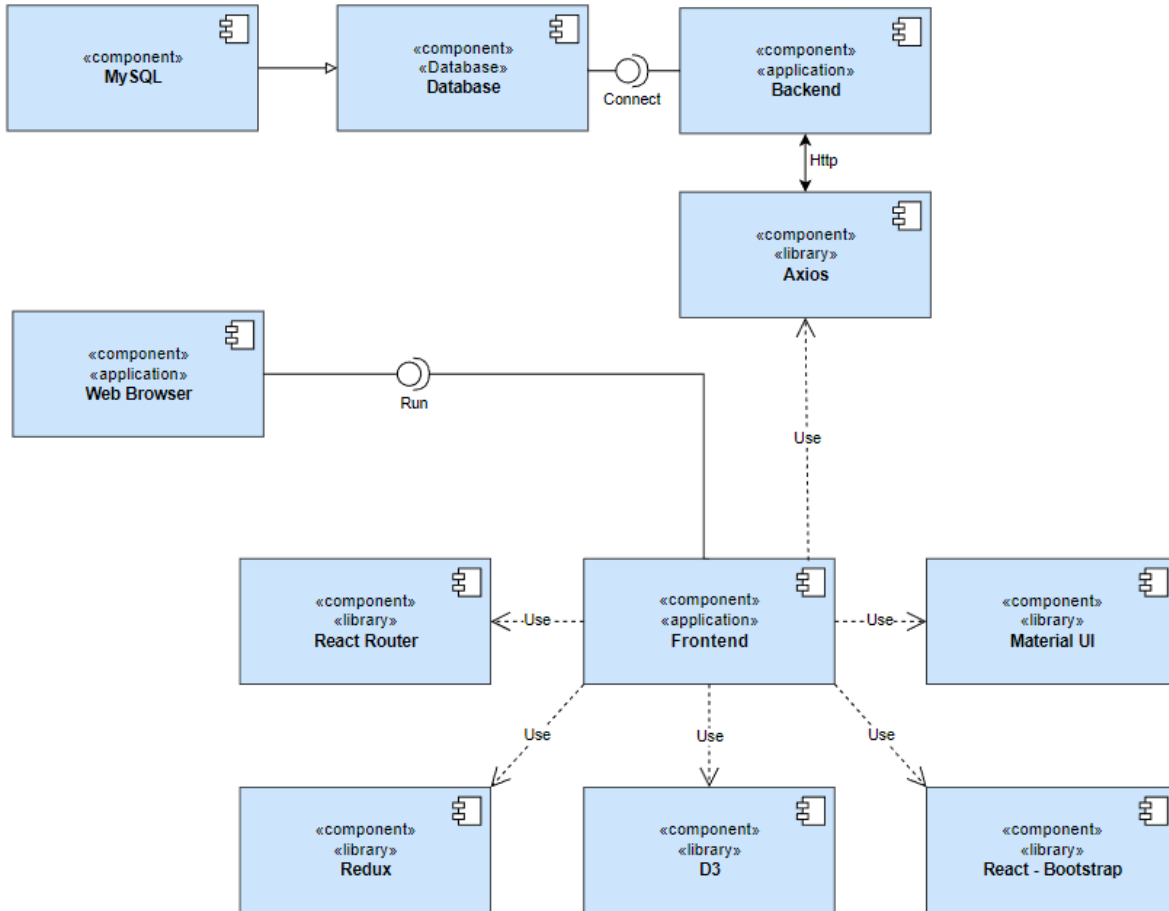 «component»
MySQL
«component»
«Database»
Database
Connect
«component»
«application»
Backend
Http
«component»
«library»
Axios
«component»
«application»
Web Browser
Run
Use
«component»
«library»
React Router
Use
«component»
«application»
Frontend
Use
«component»
«library»
Material UI
Use
Use
Use
«component»
«library»
Redux
«component»
«library»
D3
«component»
«library»
React - Bootstrap